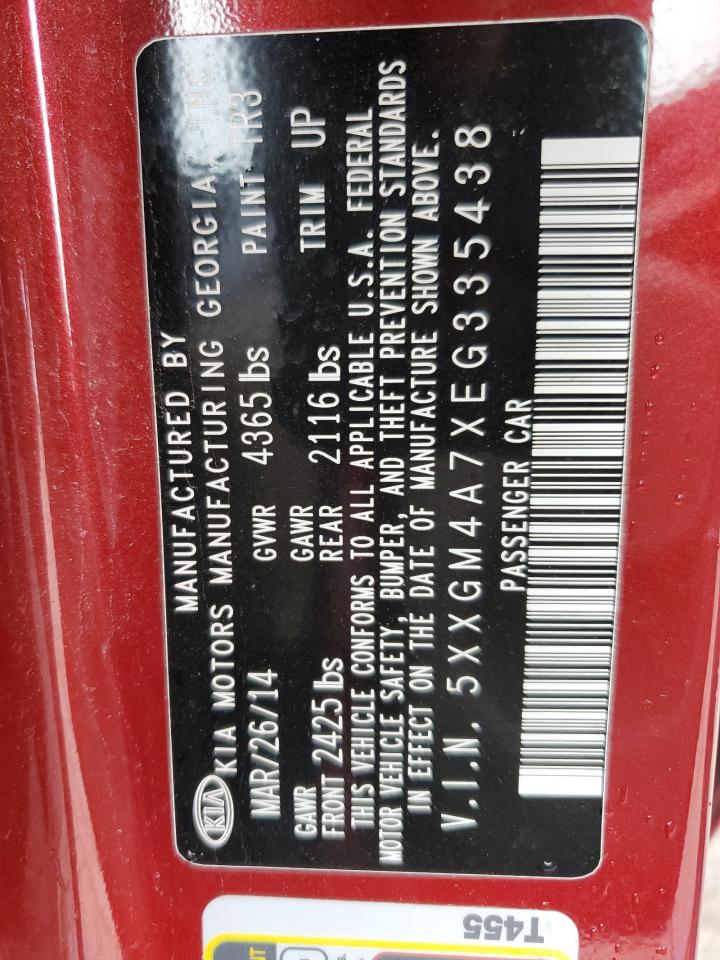 MANUFACTURED BY
KIA KIA MOTORS MANUFACTURING GEORGIA, INC
MAR/26/14 GVWR 4365 lbs PAINT TR3
GAWR GAWR
FRONT 2425 lbs REAR 2116 lbs TRIM UP
THIS VEHICLE CONFORMS TO ALL APPLICABLE U.S.A. FEDERAL
MOTOR VEHICLE SAFETY, BUMPER, AND THEFT PREVENTION STANDARDS
IN EFFECT ON THE DATE OF MANUFACTURE SHOWN ABOVE.
V.I.N. 5XXGM4A7XEG335438
PASSENGER CAR
T455